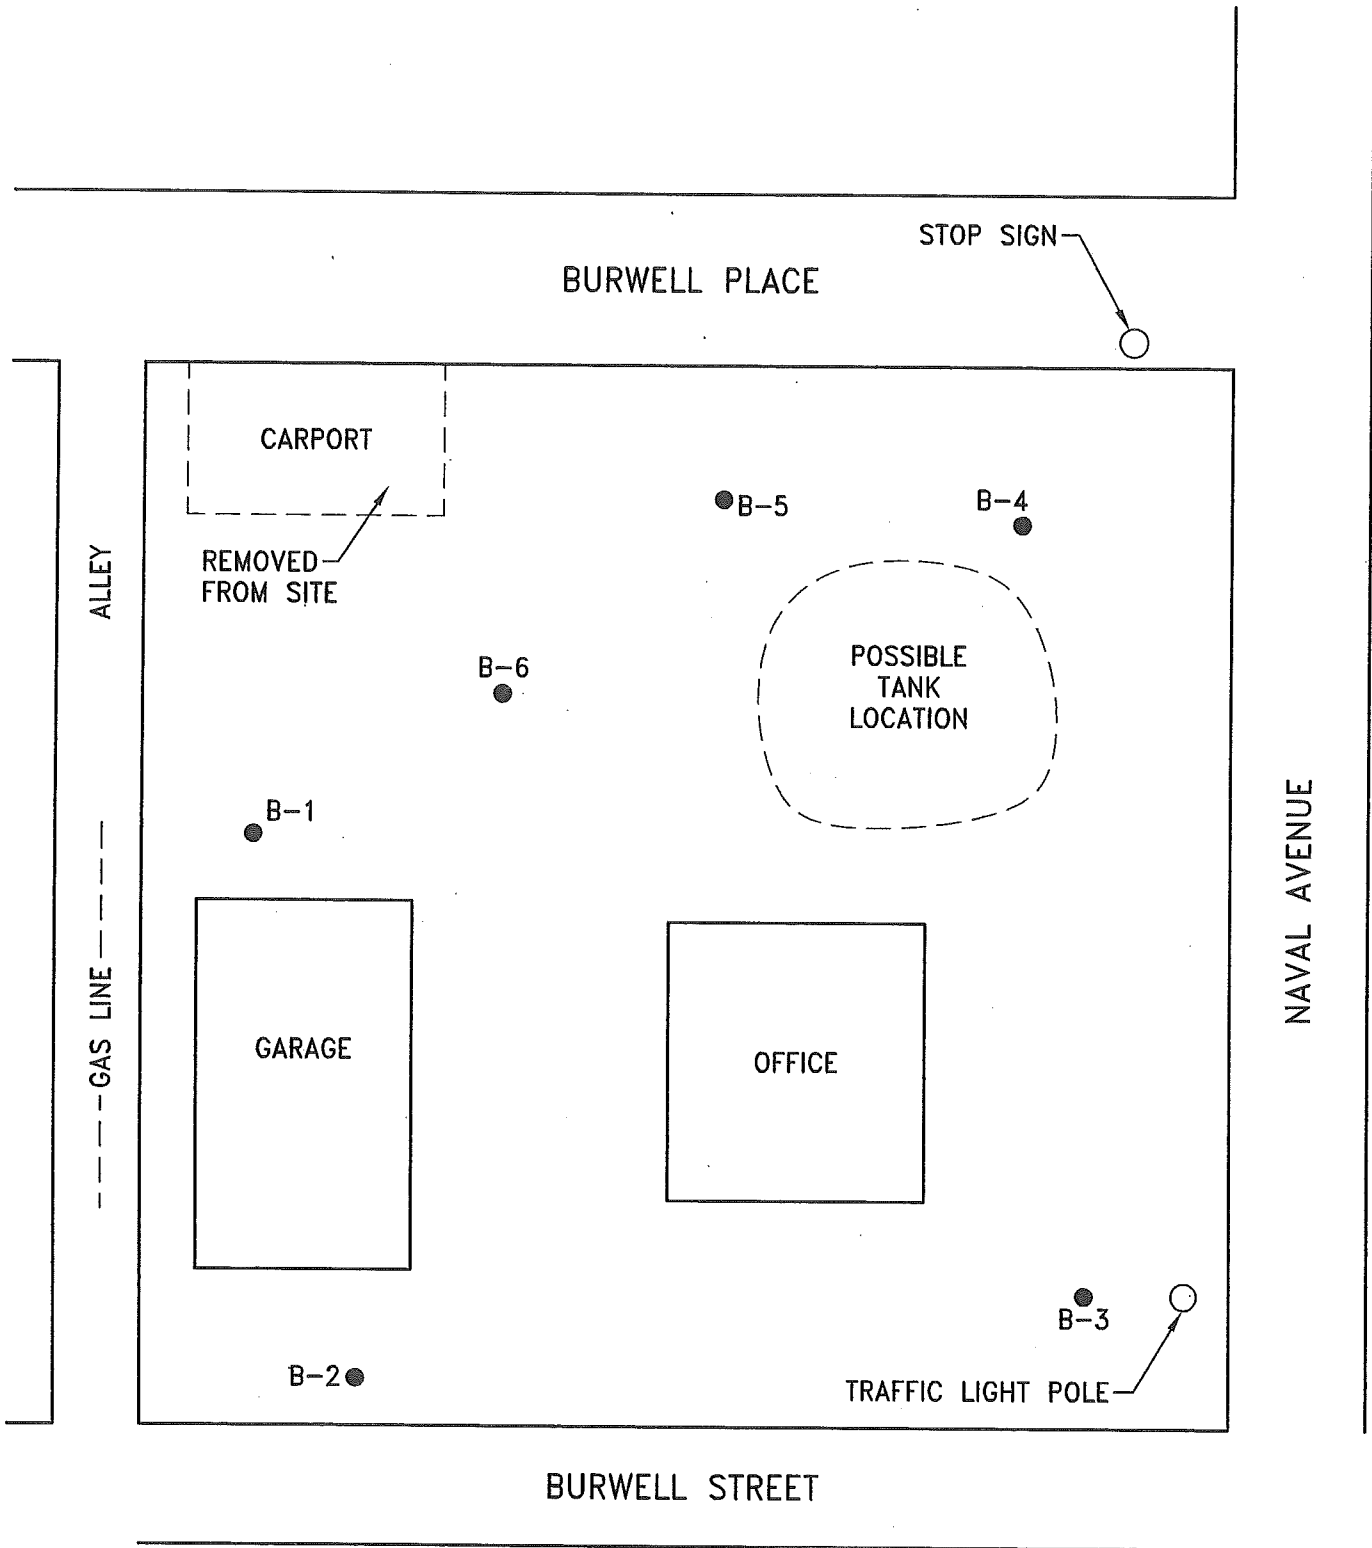 STOP SIGN
BURWELL PLACE
CARPORT
B-5
B-4
REMOVED
FROM SITE
ALLEY
B-6
POSSIBLE
TANK
LOCATION
B-1
NAVAL AVENUE
GAS LINE
GARAGE
OFFICE
B-3
B-2
TRAFFIC LIGHT POLE
BURWELL STREET